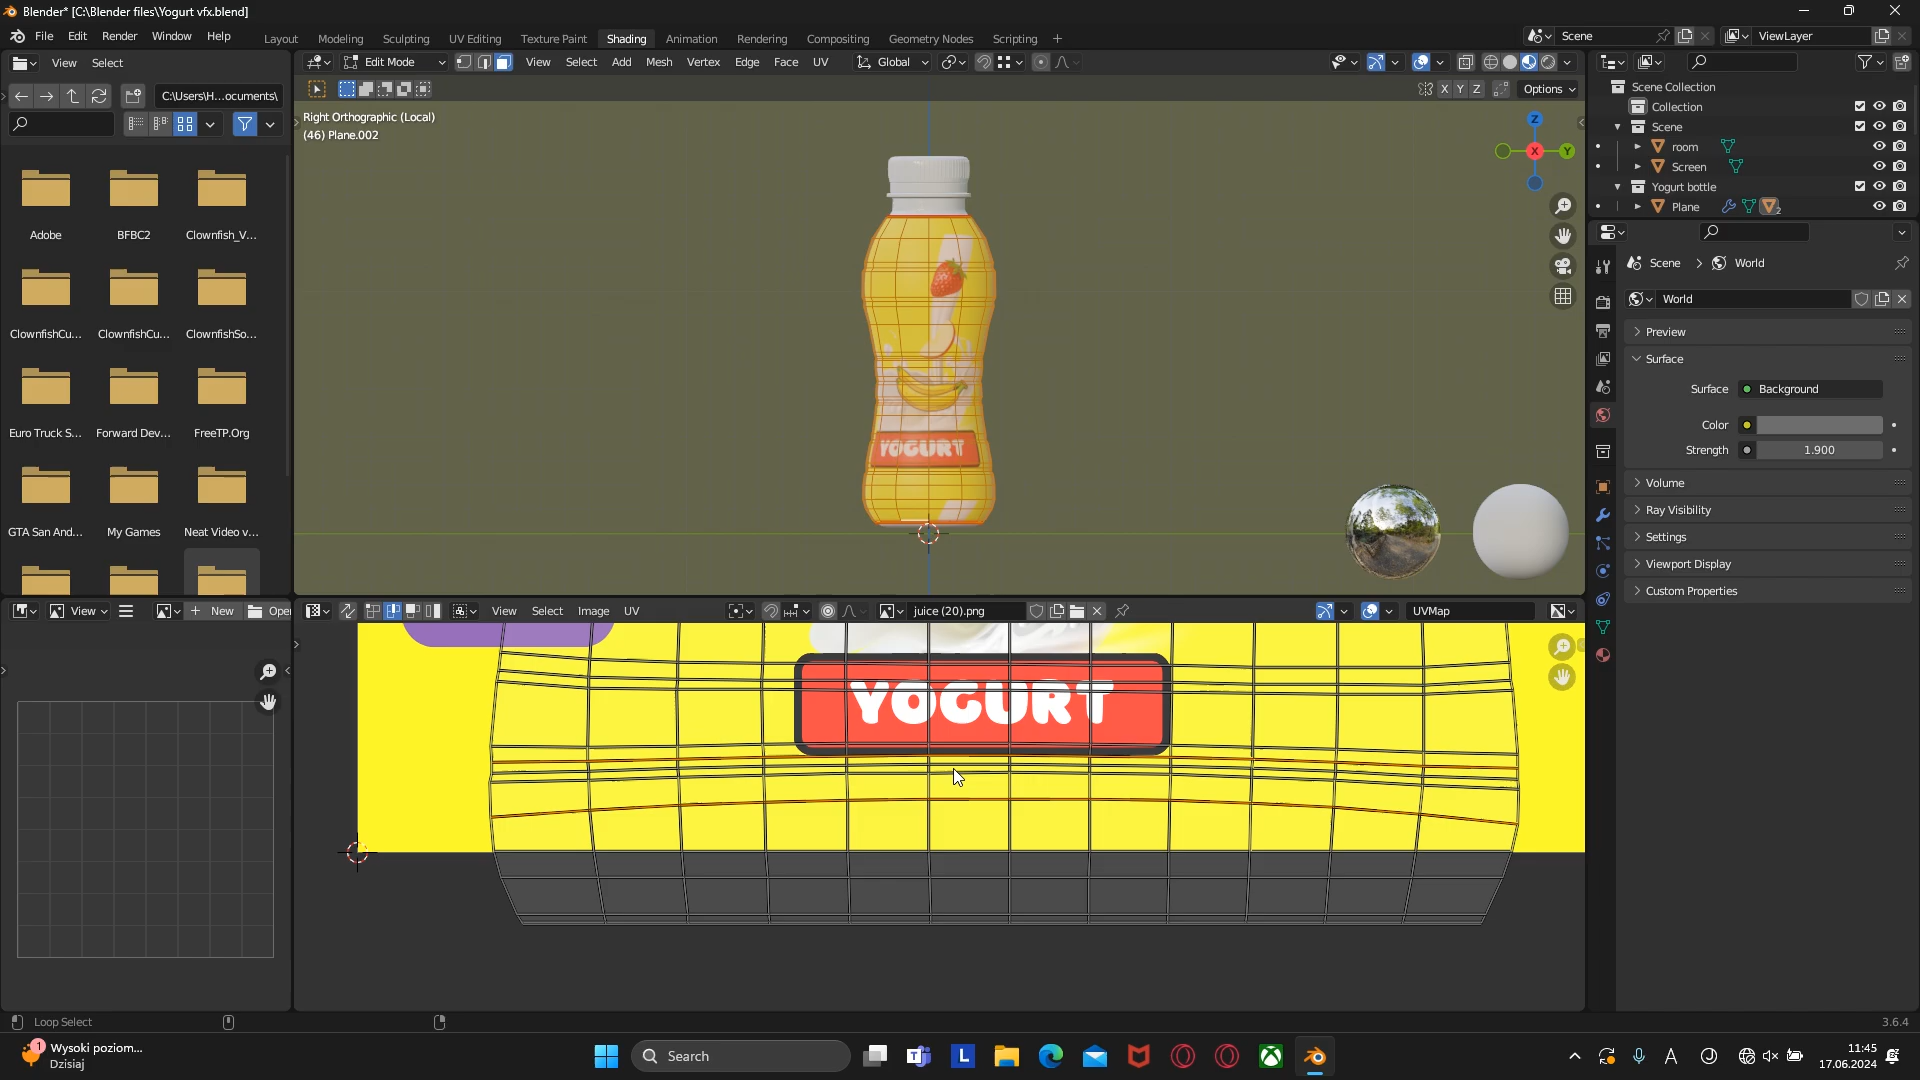 Blender* [C:\Blender files\Yogurt vfx.blend]
File Edit Render Window Help Layout Modeling Sculpting UV Editing Texture Paint Shading Animation Rendering Compositing Geometry Nodes Scripting + Scene ViewLayer
View Select Edit Mode View Select Add Mesh Vertex Edge Face UV Global
C:\Users\H...ocuments\ X Y Z Options
Right Orthographic (Local)
(46) Plane.002
Z
Y
X
Adobe BFBC2 Clownfish_V...
ClownfishCu... ClownfishCu... ClownfishSo...
Euro Truck S... Forward Dev... FreeTP.Org
GTA San And... My Games Neat Video v...
YOGURT
Scene Collection
Collection
Scene
room
Screen
Yogurt bottle
Plane 2
Scene > World
World
Preview
Surface
Surface Background
Color
Strength 1.900
Volume
Ray Visibility
Settings
Viewport Display
Custom Properties
View + New Open View Select Image UV juice (20).png UVMap
YOGURT
Loop Select 3.6.4
1 Wysoki poziom...
Dzisiaj
Search
11:45
17.06.2024